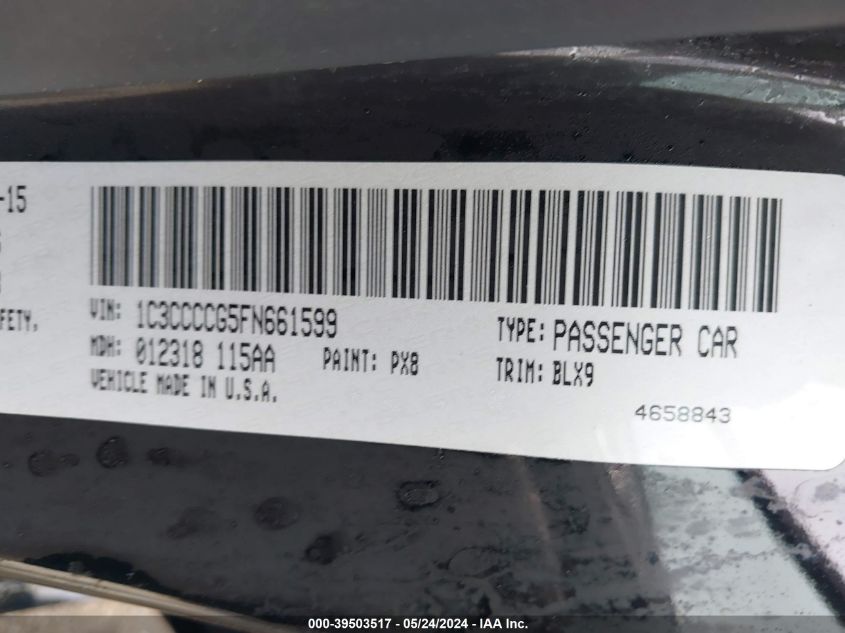 -15
FETY.
VIN: 1C3CCCCG5FN661599
TYPE: PASSENGER CAR
MDH: 012318 115AA
PAINT: PX8
TRIM: BLX9
VEHICLE MADE IN U.S.A.
4658843
000-39503517 / 05/24/2024 - IAA Inc.